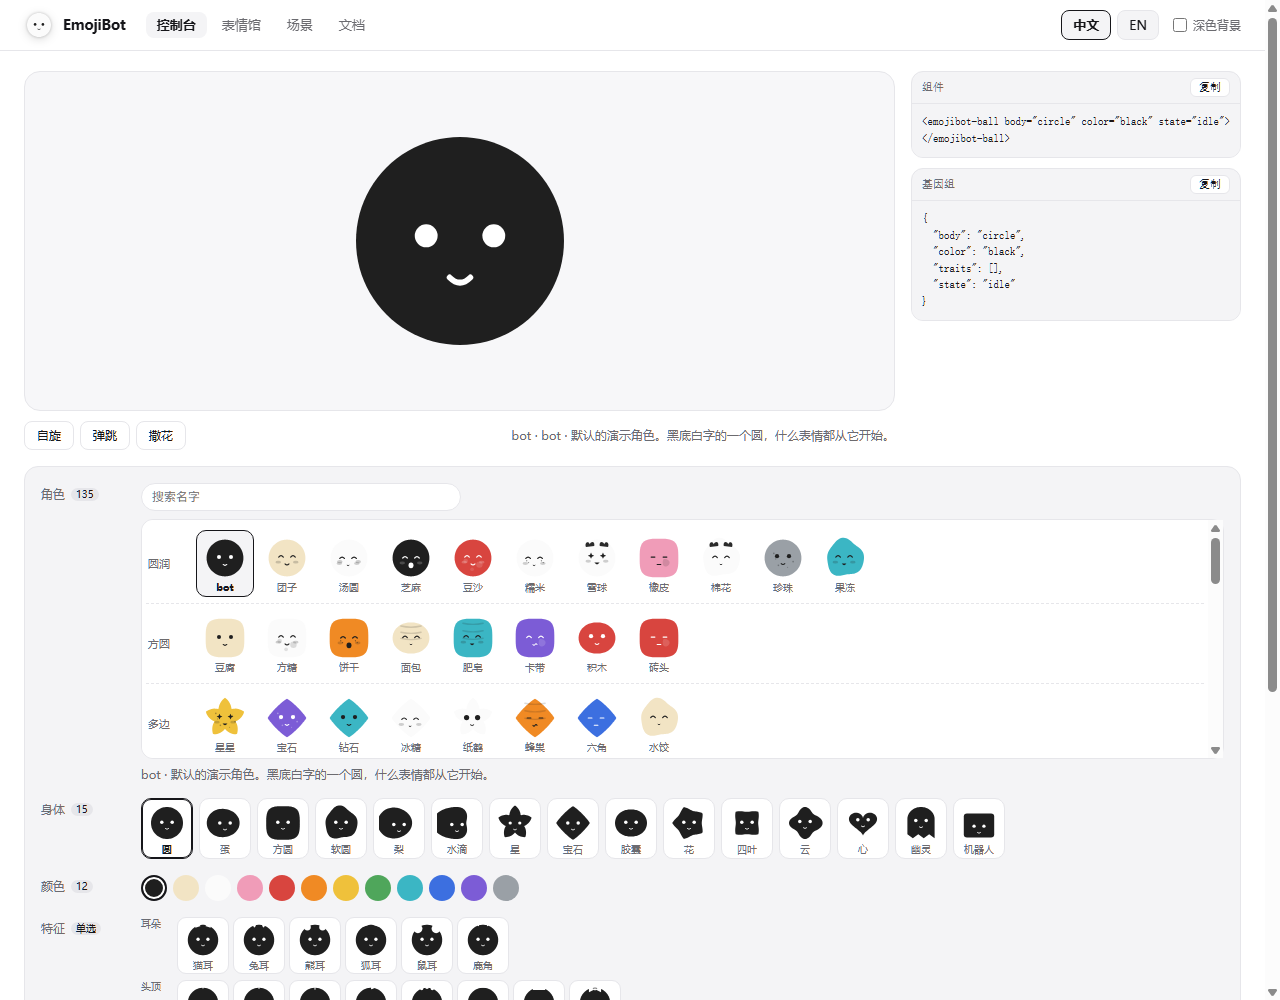 EmojiBot 控制台 表情馆 场景 文档 中文 EN 深色背景
组件 复制
<emojibot-ball body="circle" color="black" state="idle">
</emojibot-ball>
基因组 复制
{
"body": "circle",
"color": "black",
"traits": [],
"state": "idle"
}
自旋 弹跳 撒花 bot · bot · 默认的演示角色。黑底白字的一个圆，什么表情都从它开始。
角色 135 搜索名字
圆润 bot 团子 汤圆 芝麻 豆沙 糯米 雪球 橡皮 棉花 珍珠 果冻
方圆 豆腐 方糖 饼干 面包 肥皂 卡带 积木 砖头
多边 星星 宝石 钻石 冰糖 纸鹤 蜂巢 六角 水饺
bot · 默认的演示角色。黑底白字的一个圆，什么表情都从它开始。
身体 15 圆 蛋 方圆 软圆 梨 水滴 星 宝石 胶囊 花 四叶 云 心 幽灵 机器人
颜色 12
特征 单选 耳朵 猫耳 兔耳 熊耳 狐耳 鼠耳 鹿角
头顶